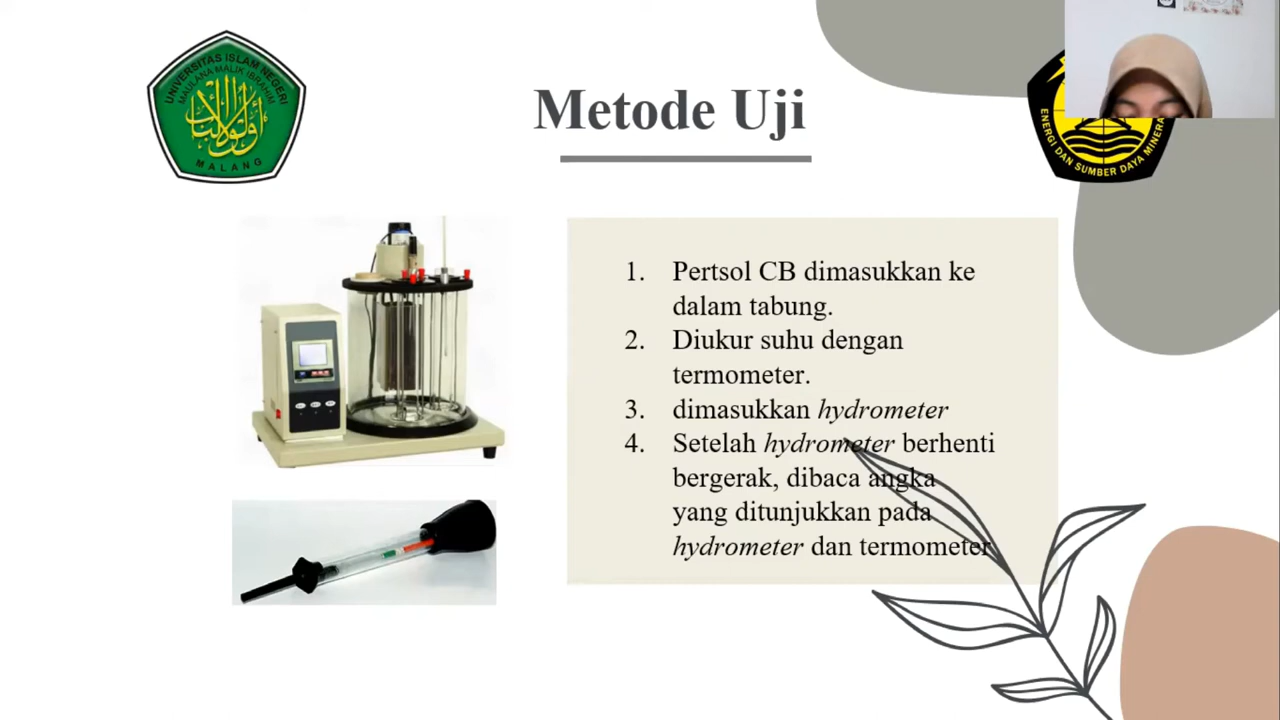 UNIVERSITAS ISLAM NEGERI
MAULANA MALIK IBRAHIM
MALANG
Metode Uji
ENERGI DAN SUMBER DAYA MINERA
1. Pertsol CB dimasukkan ke
dalam tabung.
2. Diukur suhu dengan
termometer.
3. dimasukkan hydrometer
4. Setelah hydrometer berhenti
bergerak, dibaca angka
yang ditunjukkan pada
hydrometer dan termometer